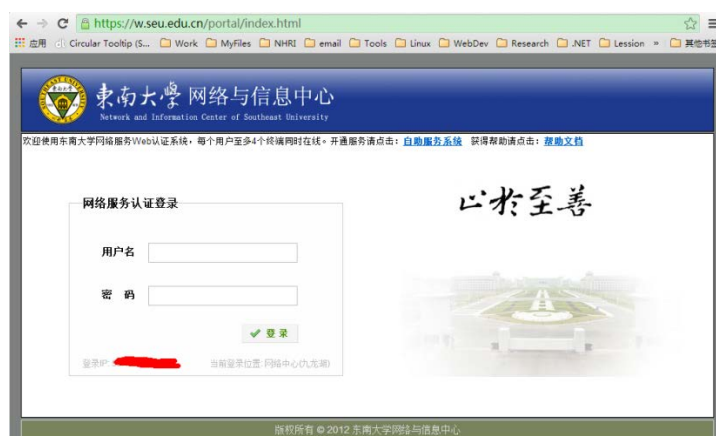 https://w.seu.edu.cn/portal/index.html
应用 Circular Tooltip (S... Work MyFiles NHRI email Tools Linux WebDev Research .NET Lession » 其他书签
東南大學 网络与信息中心
Network and Information Center of Southeast University
欢迎使用东南大学网络服务Web认证系统，每个用户至多4个终端同时在线。开通服务请点击：自助服务系统 获得帮助请点击：帮助文档
网络服务认证登录
止於至善
用户名
密 码
登录
登录IP: 当前登录位置:网络中心(九龙湖)
版权所有 © 2012 东南大学网络与信息中心